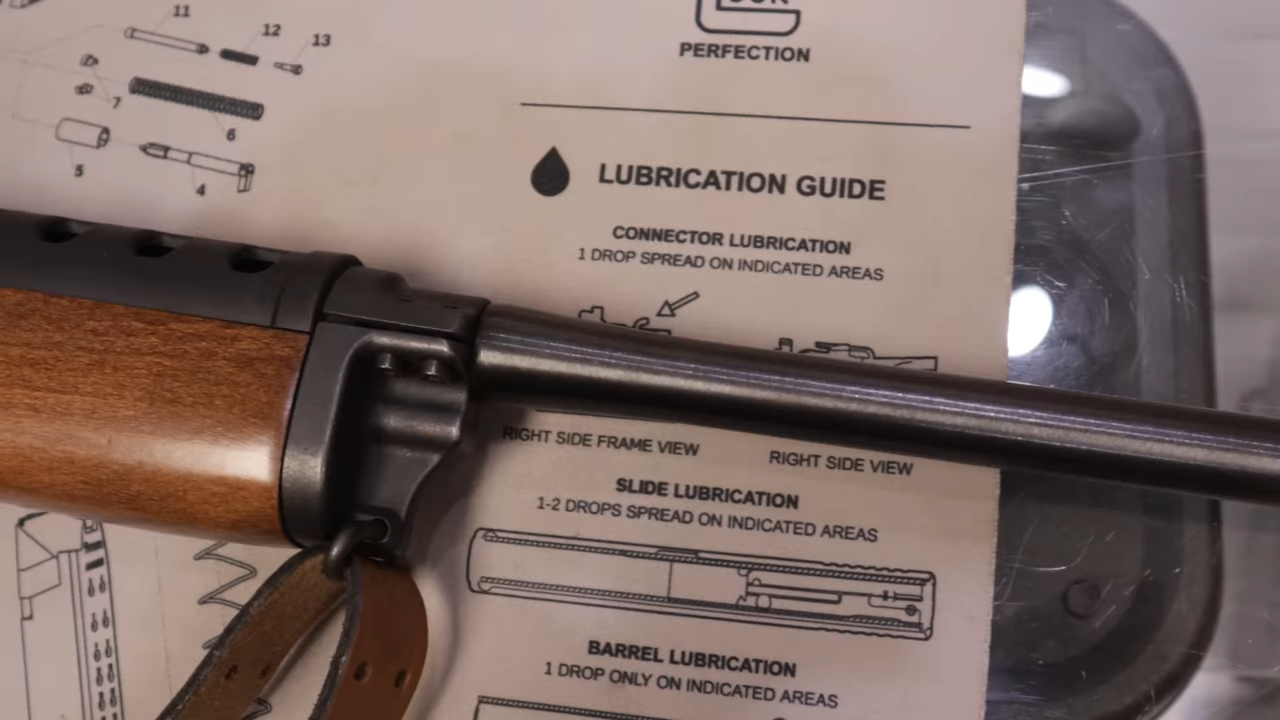 11
12
13
7
6
5
4
PERFECTION
LUBRICATION GUIDE
CONNECTOR LUBRICATION
1 DROP SPREAD ON INDICATED AREAS
RIGHT SIDE FRAME VIEW
RIGHT SIDE VIEW
SLIDE LUBRICATION
1-2 DROPS SPREAD ON INDICATED AREAS
BARREL LUBRICATION
1 DROP ONLY ON INDICATED AREAS